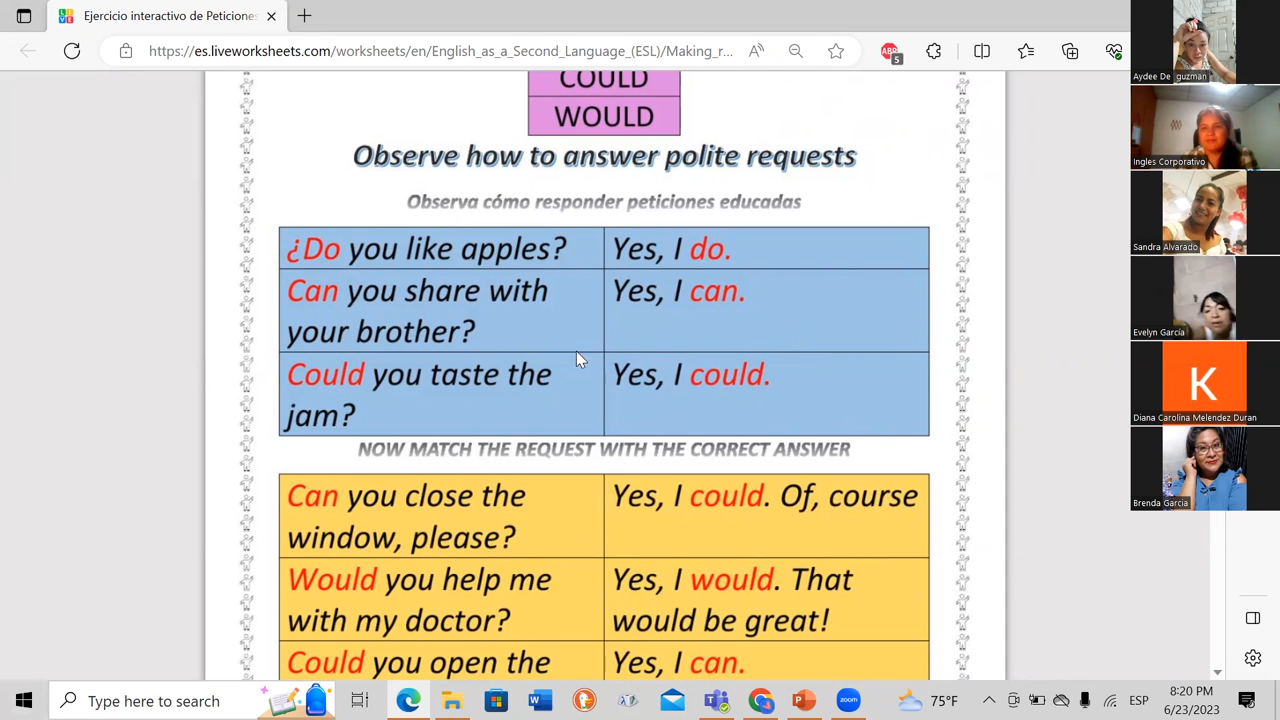 Ejercicio interactivo de Peticiones
https://es.liveworksheets.com/worksheets/en/English_as_a_Second_Language_(ESL)/Making_r...
ABP
5
COULD
WOULD
Observe how to answer polite requests
Observa cómo responder peticiones educadas
¿Do you like apples?
Yes, I do.
Can you share with
your brother?
Yes, I can.
Could you taste the
jam?
Yes, I could.
NOW MATCH THE REQUEST WITH THE CORRECT ANSWER
Can you close the
window, please?
Yes, I could. Of, course
Would you help me
with my doctor?
Yes, I would. That
would be great!
Could you open the
Yes, I can.
Aydee De guzman
Ingles Corporativo
Sandra Alvarado
Evelyn García
K
Diana Carolina Melendez Duran
Brenda Garcia
Type here to search
zoom
75°F
ESP
8:20 PM
6/23/2023